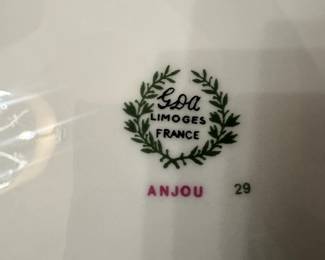 GDA
LIMOGES
FRANCE
ANJOU 29